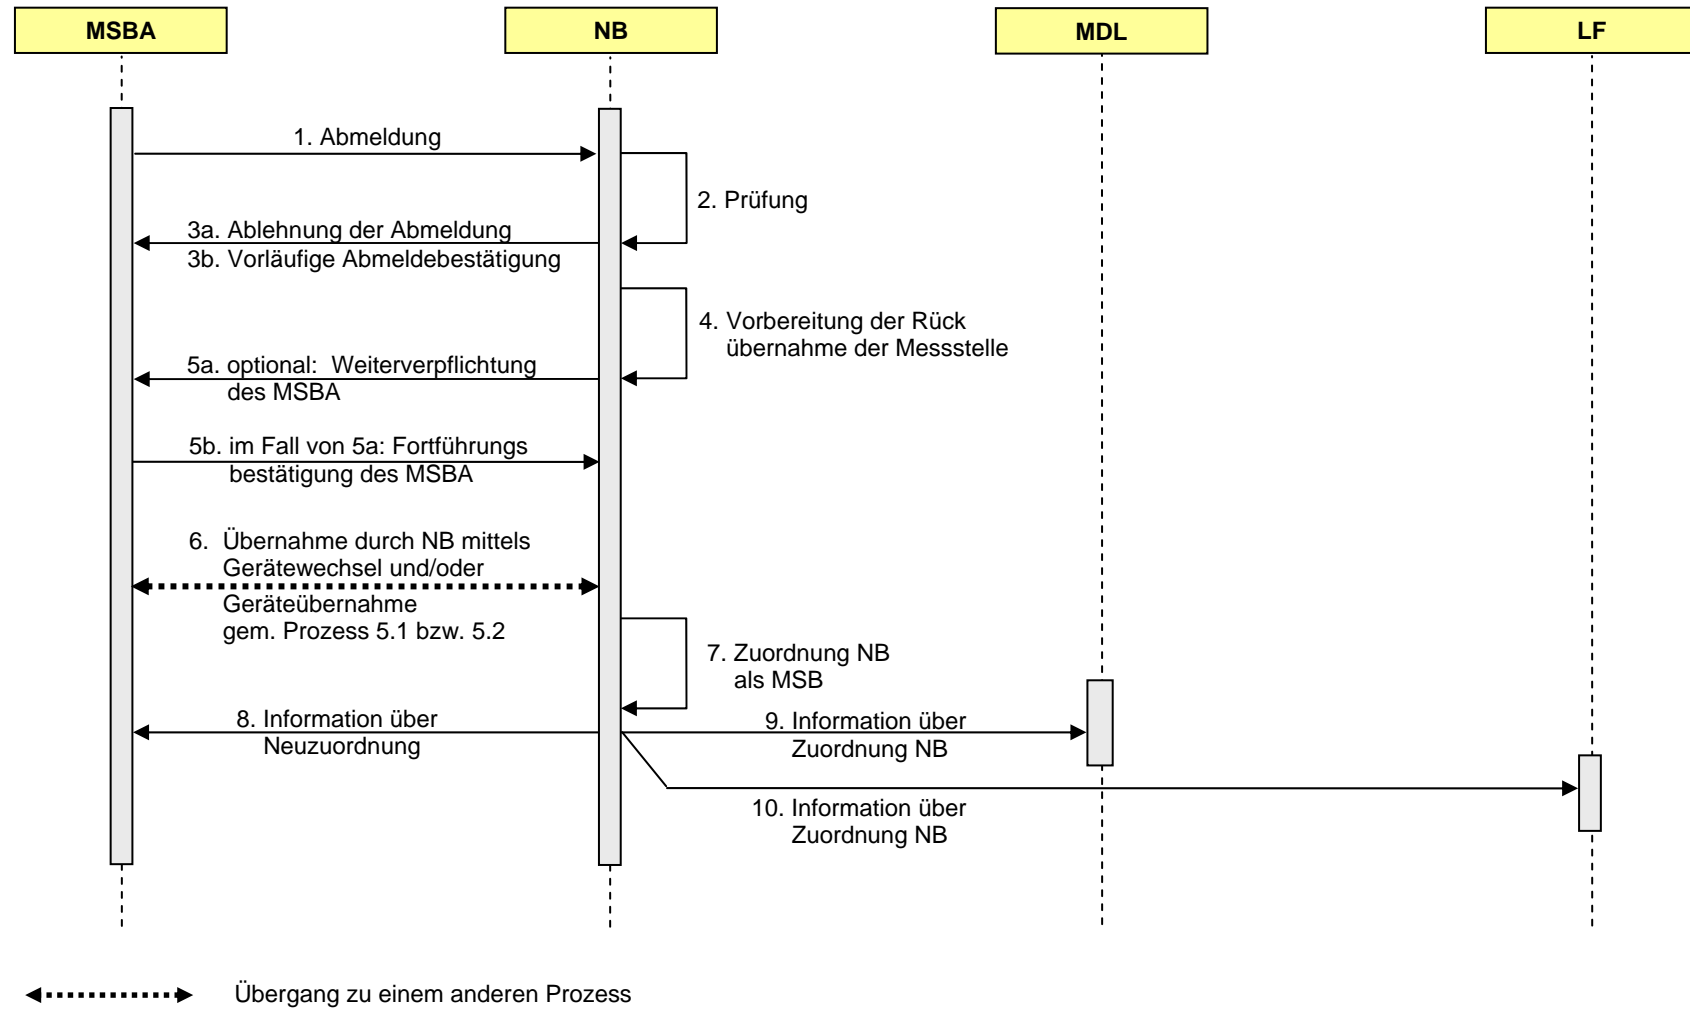 MSBA
NB
MDL
LF
1. Abmeldung
2. Prüfung
3a. Ablehnung der Abmeldung
3b. Vorläufige Abmeldebestätigung
4. Vorbereitung der Rück
übernahme der Messstelle
5a. optional: Weiterverpflichtung
des MSBA
5b. im Fall von 5a: Fortführungs
bestätigung des MSBA
6. Übernahme durch NB mittels
Gerätewechsel und/oder
Geräteübernahme
gem. Prozess 5.1 bzw. 5.2
7. Zuordnung NB
als MSB
8. Information über
Neuzuordnung
9. Information über
Zuordnung NB
10. Information über
Zuordnung NB
Übergang zu einem anderen Prozess